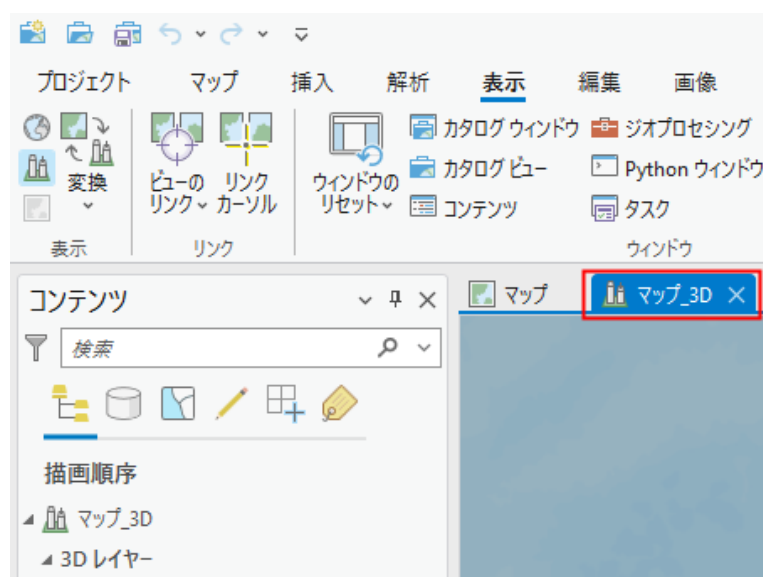 プロジェクト マップ 挿入 解析 表示 編集 画像
変換
ビューの
リンク
リンク
カーソル
ウィンドウの
リセット
カタログ ウィンドウ
カタログ ビュー
コンテンツ
ジオプロセシング
Python ウィンドウ
タスク
表示 リンク ウィンドウ
コンテンツ
検索
マップ マップ_3D
描画順序
マップ_3D
3D レイヤー